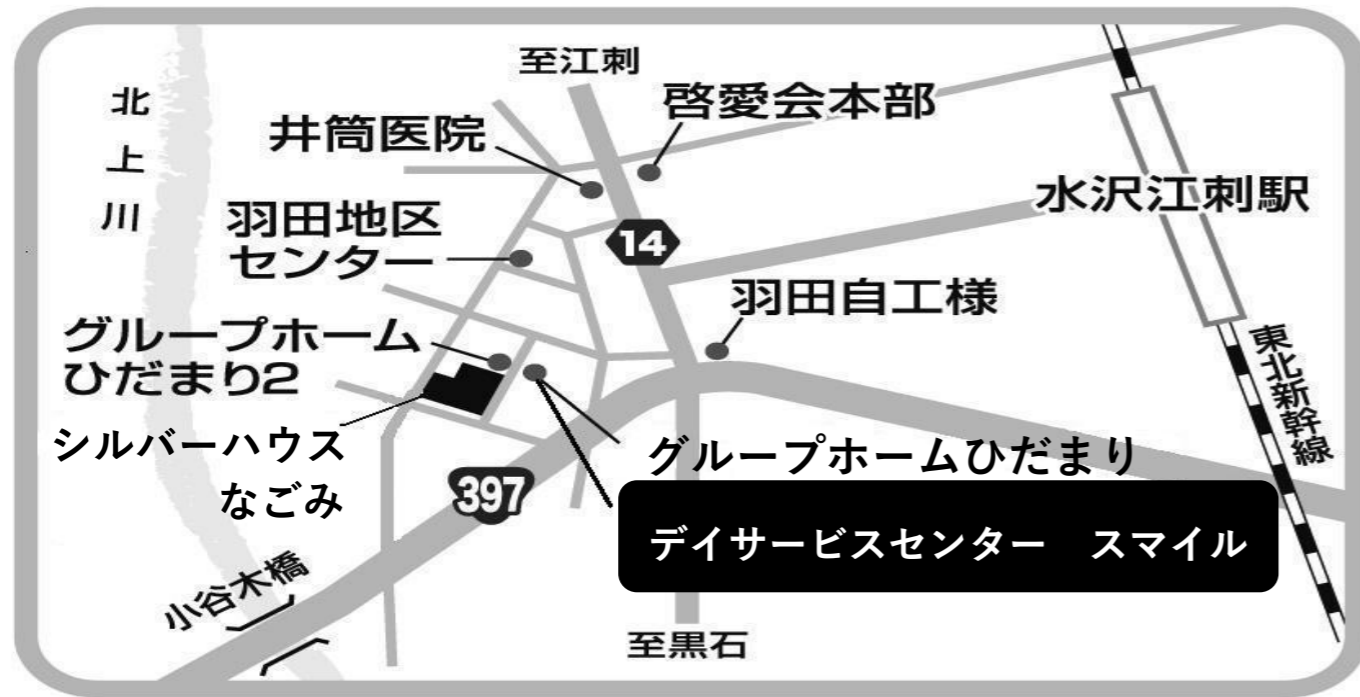 至江刺
北上川
啓愛会本部
井筒医院
水沢江刺駅
羽田地区
センター
14
羽田自工様
グループホーム
ひだまり2
東北新幹線
シルバーハウス
なごみ
グループホームひだまり
397
デイサービスセンター　スマイル
小谷木橋
至黒石